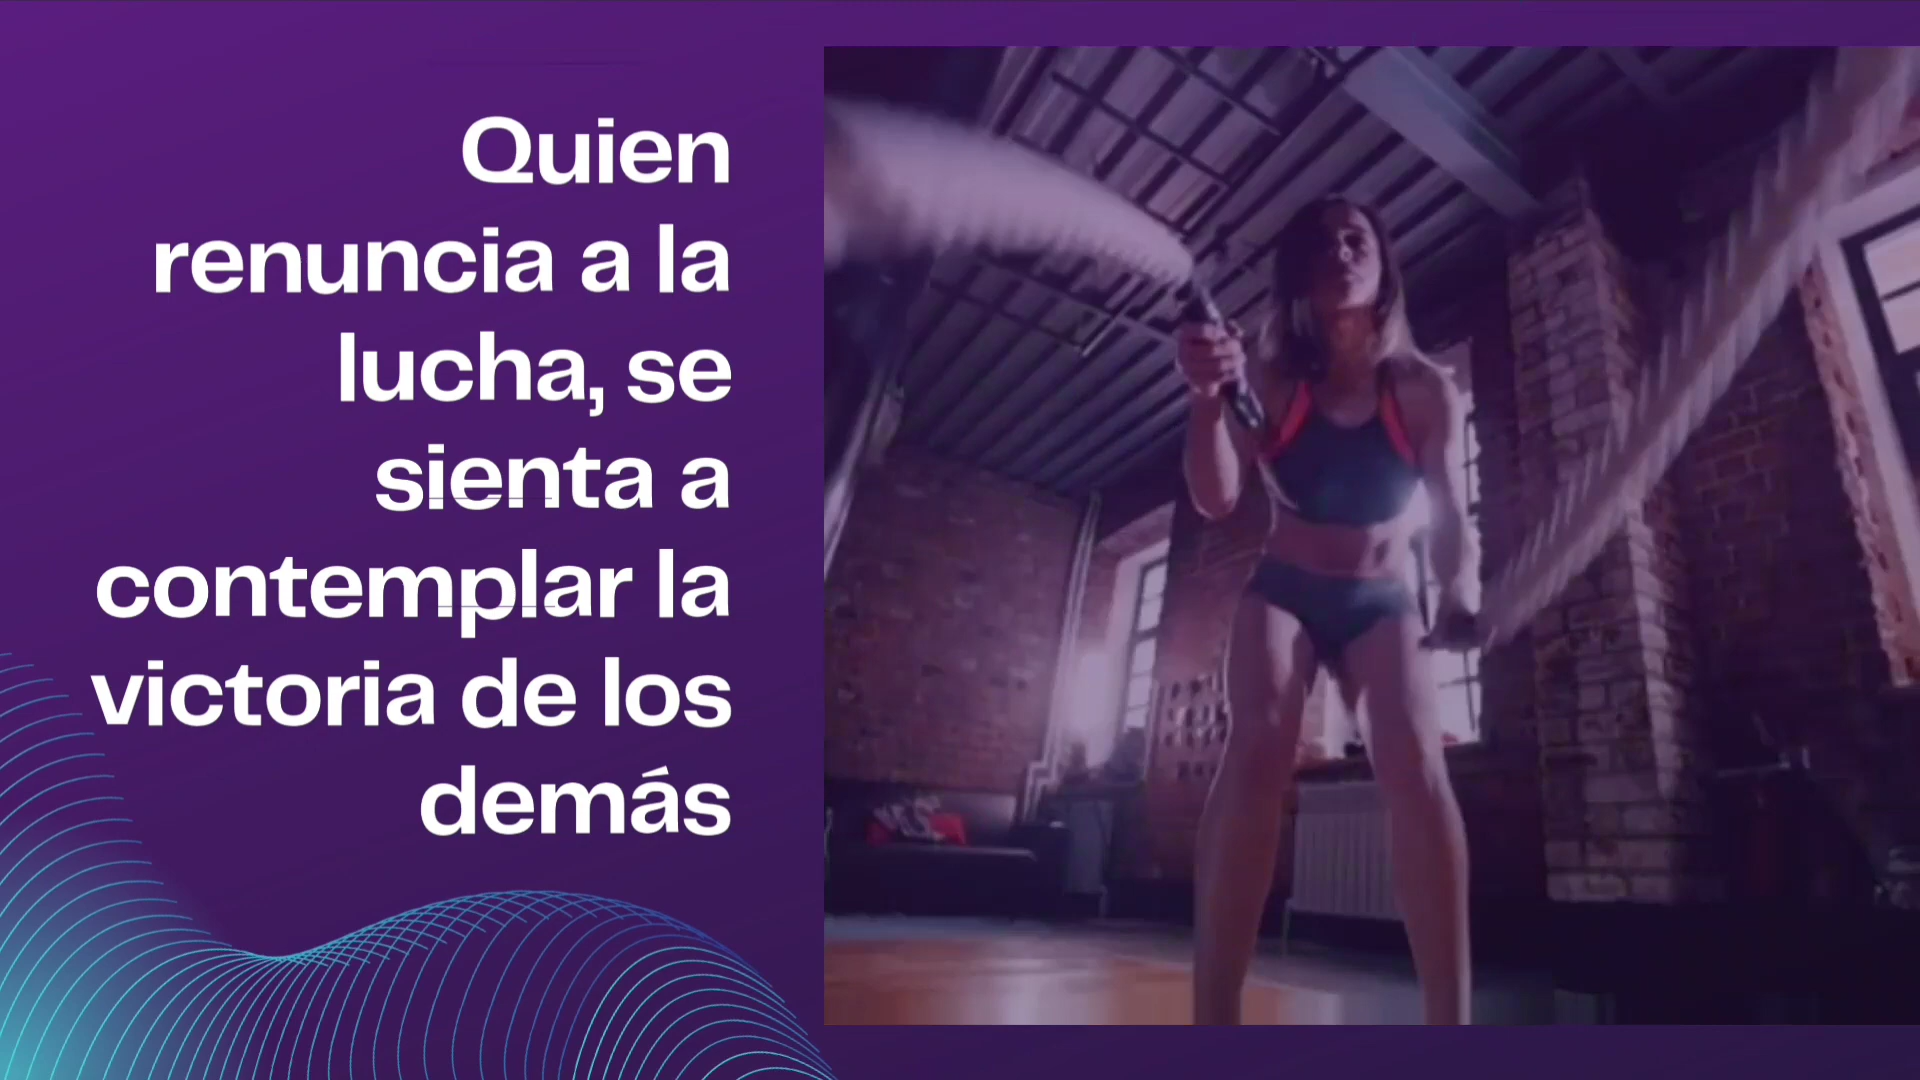 Quien
renuncia a la
lucha, se
sienta a
contemplar la
victoria de los
demás